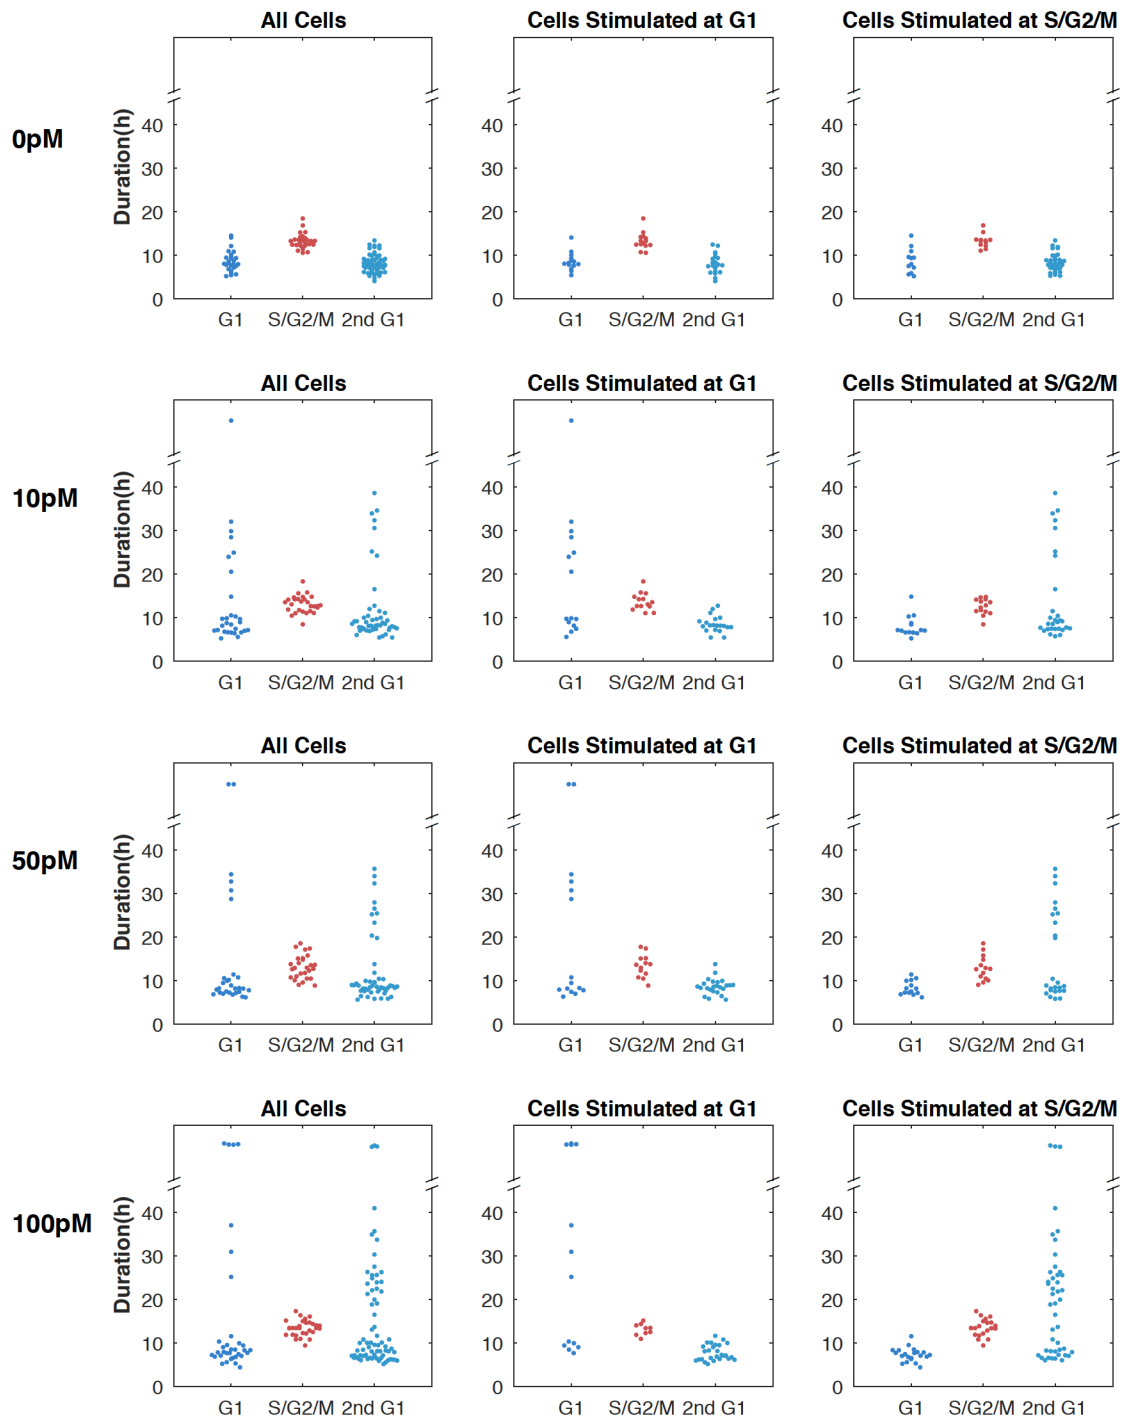 All Cells Cells Stimulated at G1 Cells Stimulated at S/G2/M
0pM
Duration(h)
40 40 40
30 30 30
20 20 20
10 10 10
0 0 0
G1 S/G2/M 2nd G1 G1 S/G2/M 2nd G1 G1 S/G2/M 2nd G1
All Cells Cells Stimulated at G1 Cells Stimulated at S/G2/M
10pM
Duration(h)
40 40 40
30 30 30
20 20 20
10 10 10
0 0 0
G1 S/G2/M 2nd G1 G1 S/G2/M 2nd G1 G1 S/G2/M 2nd G1
All Cells Cells Stimulated at G1 Cells Stimulated at S/G2/M
50pM
Duration(h)
40 40 40
30 30 30
20 20 20
10 10 10
0 0 0
G1 S/G2/M 2nd G1 G1 S/G2/M 2nd G1 G1 S/G2/M 2nd G1
All Cells Cells Stimulated at G1 Cells Stimulated at S/G2/M
100pM
Duration(h)
40 40 40
30 30 30
20 20 20
10 10 10
0 0 0
G1 S/G2/M 2nd G1 G1 S/G2/M 2nd G1 G1 S/G2/M 2nd G1